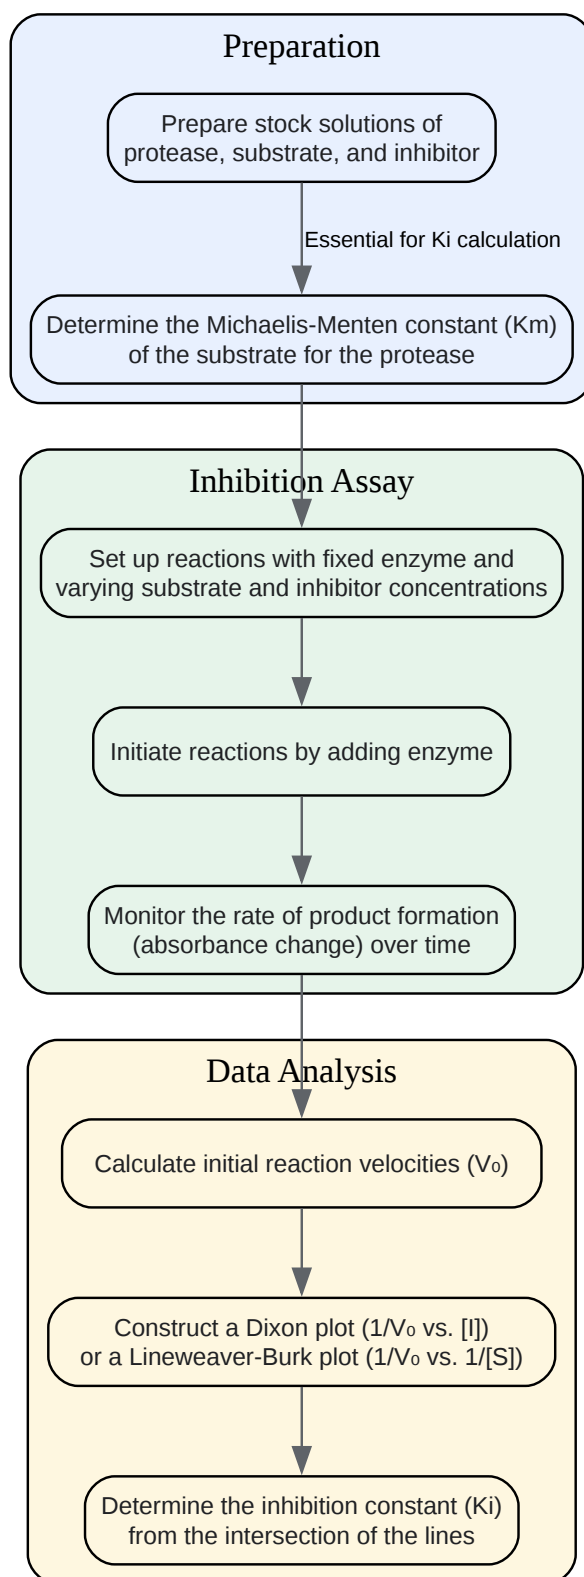 Preparation
Prepare stock solutions of
protease, substrate, and inhibitor
Essential for Ki calculation
Determine the Michaelis-Menten constant (Km)
of the substrate for the protease
Inhibition Assay
Set up reactions with fixed enzyme and
varying substrate and inhibitor concentrations
Initiate reactions by adding enzyme
Monitor the rate of product formation
(absorbance change) over time
Data Analysis
Calculate initial reaction velocities (V₀)
Construct a Dixon plot (1/V₀ vs. [I])
or a Lineweaver-Burk plot (1/V₀ vs. 1/[S])
Determine the inhibition constant (Ki)
from the intersection of the lines